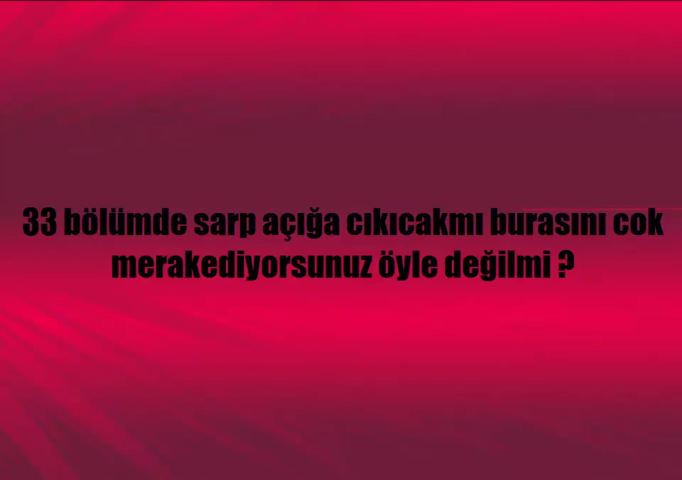 33 bölümde sarp açığa cıkıcakmı burasını cok
merakediyorsunuz öyle değilmi ?